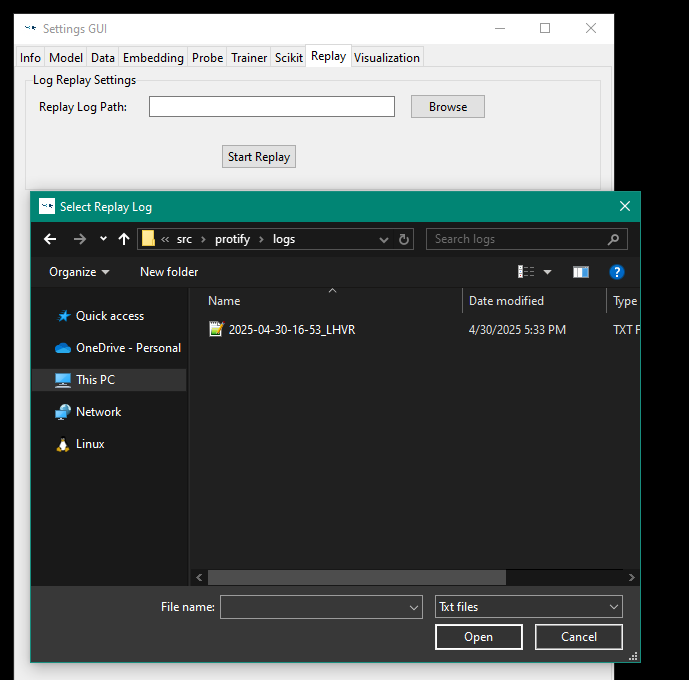 Settings GUI
Info Model Data Embedding Probe Trainer Scikit Replay Visualization
Log Replay Settings
Replay Log Path: Browse
Start Replay
Select Replay Log
« src › protify › logs Search logs
Organize New folder ?
Name Date modified Type
Quick access
OneDrive - Personal
This PC
Network
Linux
2025-04-30-16-53_LHVR 4/30/2025 5:33 PM TXT F
File name: Txt files
Open Cancel